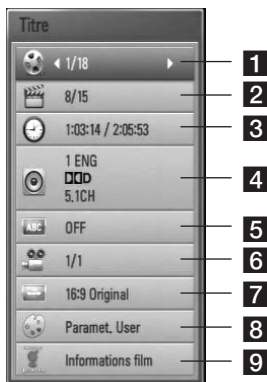 Titre
1/18
1
8/15
2
1:03:14 / 2:05:53
3
1 ENG
DD D
5.1CH
4
ABC
OFF
5
1/1
6
16:9 Original
7
Paramet. User
8
Informations film
9